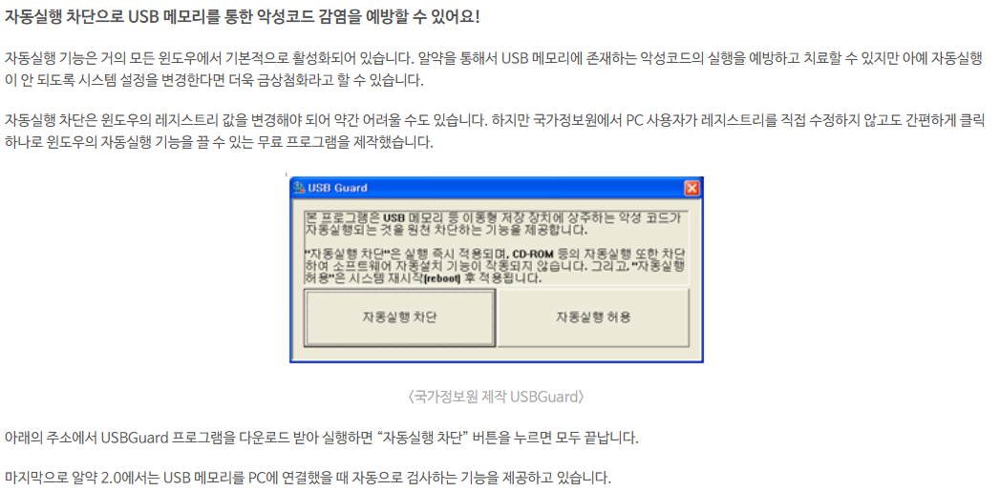 자동실행 차단으로 USB 메모리를 통한 악성코드 감염을 예방할 수 있어요!
자동실행 기능은 거의 모든 윈도우에서 기본적으로 활성화되어 있습니다. 알약을 통해서 USB 메모리에 존재하는 악성코드의 실행을 예방하고 치료할 수 있지만 아예 자동실행
이 안 되도록 시스템 설정을 변경한다면 더욱 금상첨화라고 할 수 있습니다.
자동실행 차단은 윈도우의 레지스트리 값을 변경해야 되어 약간 어려울 수도 있습니다. 하지만 국가정보원에서 PC 사용자가 레지스트리를 직접 수정하지 않고도 간편하게 클릭
하나로 윈도우의 자동실행 기능을 끌 수 있는 무료 프로그램을 제작했습니다.
USB Guard
본 프로그램은 USB 메모리 등 이동형 저장 장치에 상주하는 악성 코드가
자동실행되는 것을 원천 차단하는 기능을 제공합니다.
"자동실행 차단"은 실행 즉시 적용되며, CD-ROM 등의 자동실행 또한 차단
하여 소프트웨어 자동설치 기능이 작동되지 않습니다. 그리고, "자동실행
허용"은 시스템 재시작(reboot) 후 적용됩니다.
자동실행 차단
자동실행 허용
〈국가정보원 제작 USBGuard〉
아래의 주소에서 USBGuard 프로그램을 다운로드 받아 실행하면 “자동실행 차단” 버튼을 누르면 모두 끝납니다.
마지막으로 알약 2.0에서는 USB 메모리를 PC에 연결했을 때 자동으로 검사하는 기능을 제공하고 있습니다.